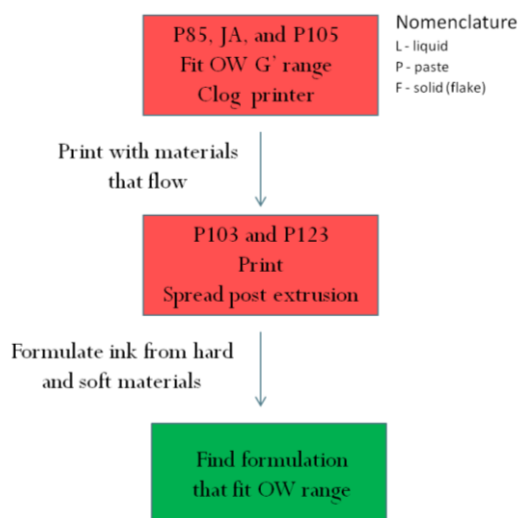 P85, JA, and P105
Fit OW G' range
Clog printer
Nomenclature
L - liquid
P - paste
F - solid (flake)
Print with materials
that flow
P103 and P123
Print
Spread post extrusion
Formulate ink from hard
and soft materials
Find formulation
that fit OW range